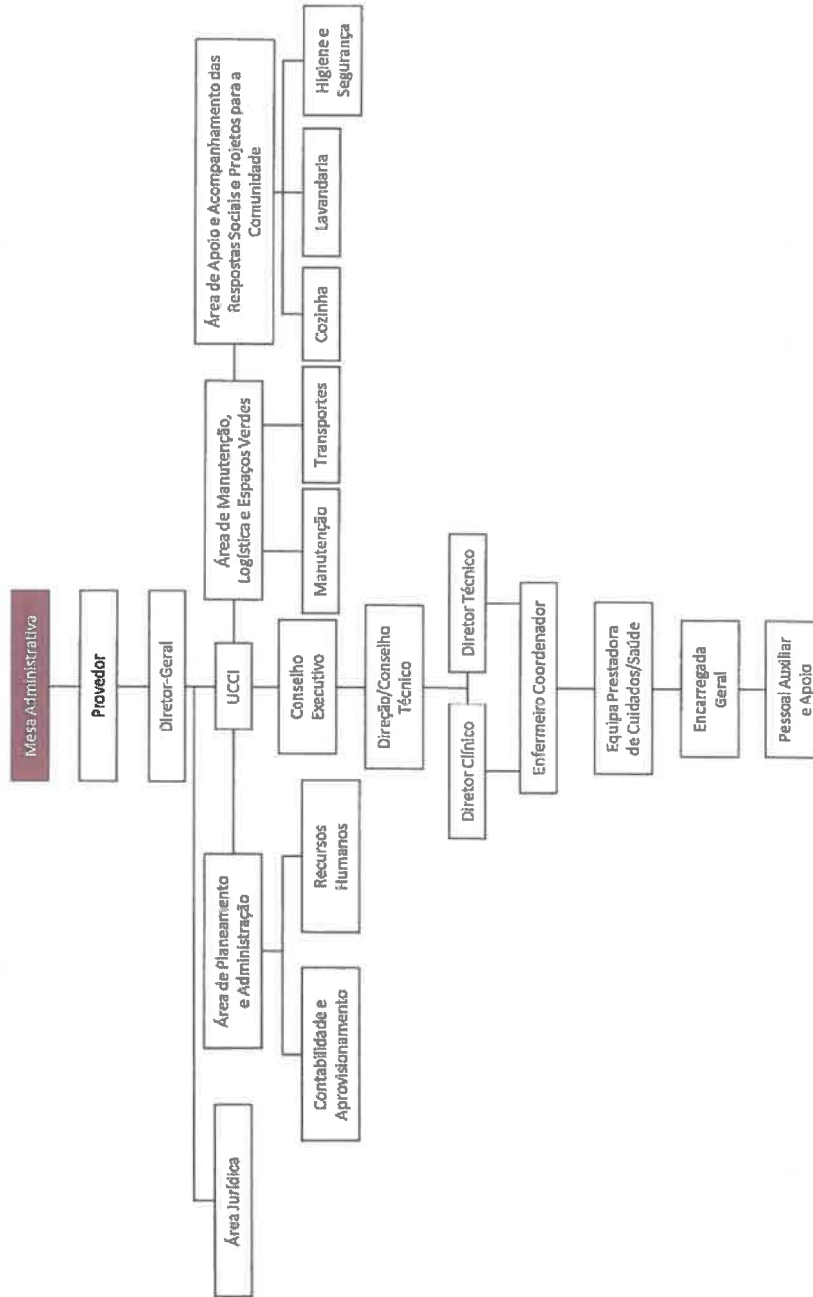 Mesa Administrativa
Provedor
Diretor-Geral
Área Jurídica
Área de Planeamento
e Administração
UCCI
Área de Manutenção,
Logística e Espaços Verdes
Área de Apoio e Acompanhamento das
Respostas Sociais e Projetos para a
Comunidade
Contabilidade e
Aprovisionamento
Recursos
Humanos
Conselho
Executivo
Manutenção
Transportes
Cozinha
Lavandaria
Higiene e
Segurança
Direção/Conselho
Técnico
Diretor Clínico
Diretor Técnico
Enfermeiro Coordenador
Equipa Prestadora
de Cuidados/Saúde
Encarregada
Geral
Pessoal Auxiliar
e Apoio